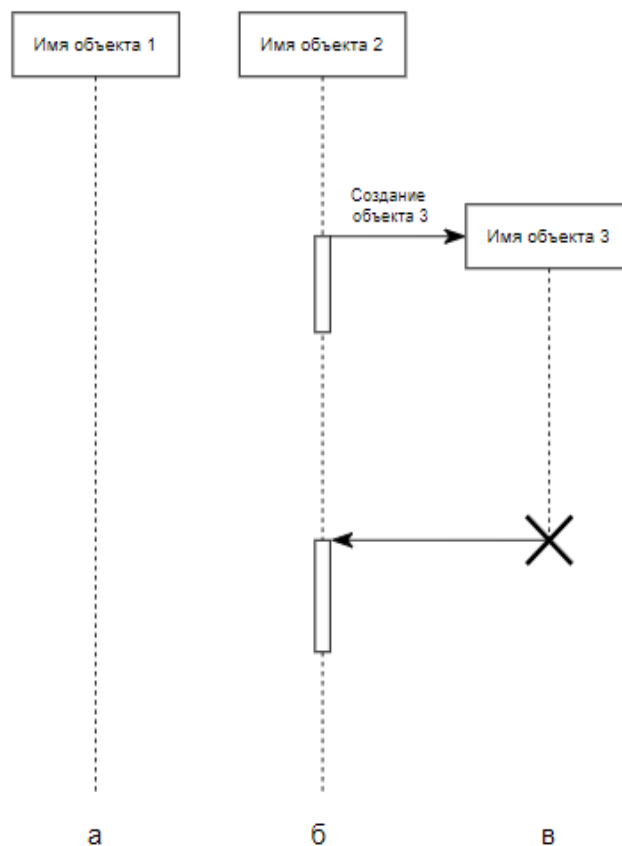 Имя объекта 1
Имя объекта 2
Создание
объекта 3
Имя объекта 3
а
б
в